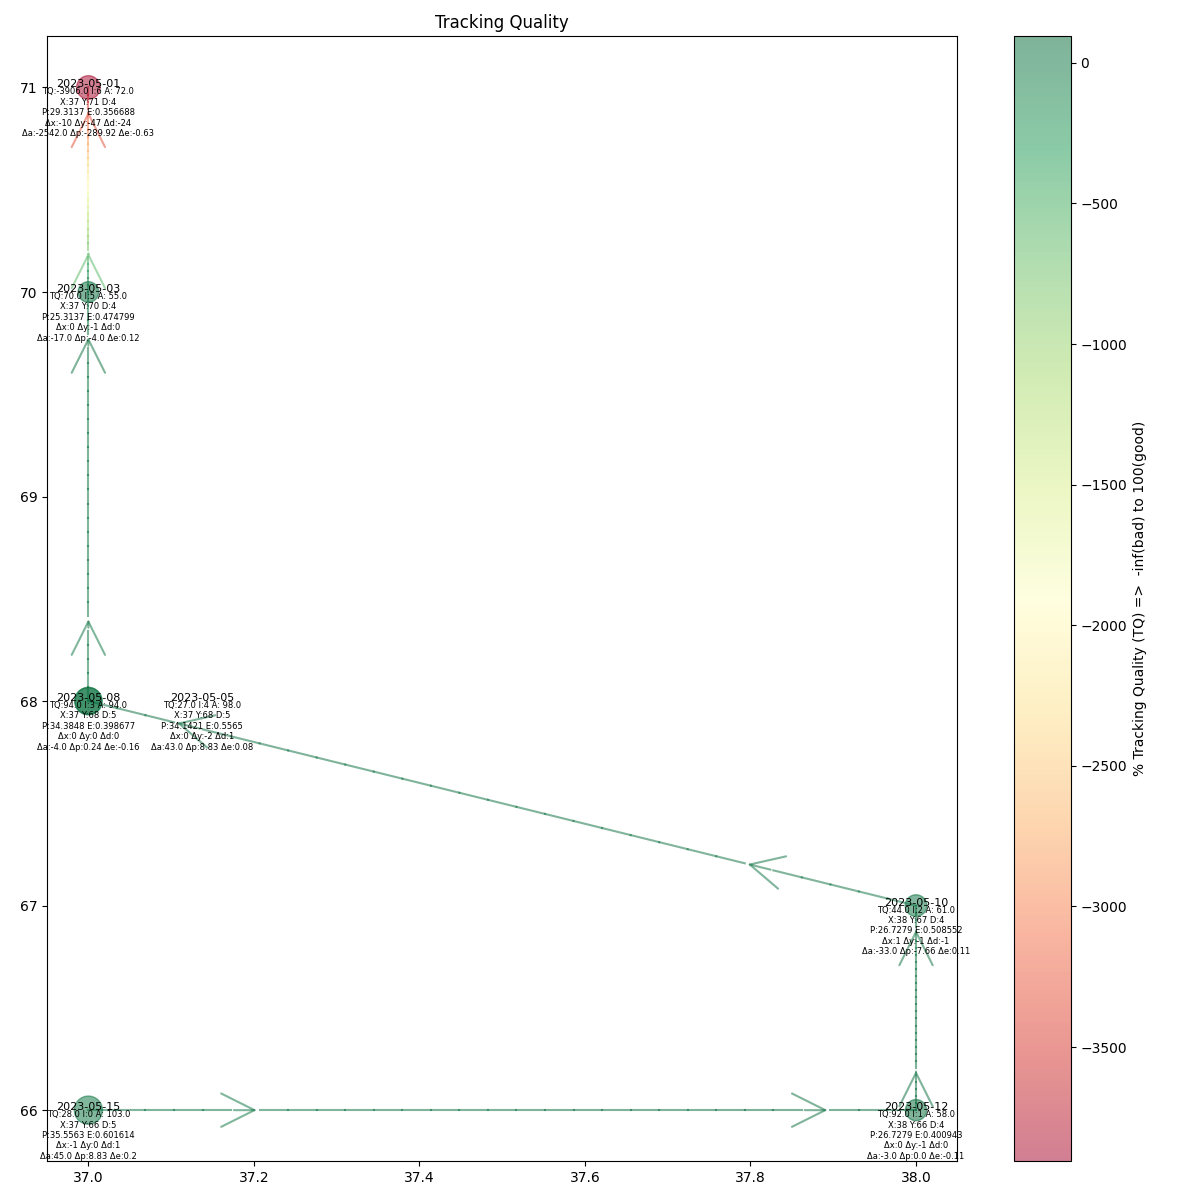 Tracking Quality
71
70
69
68
67
66
2023-05-01
TQ:-3906.0 I:6 A: 72.0
X:37 Y:71 D:4
P:29.3137 E:0.356688
Δx:-10 Δy:-47 Δd:-24
Δa:-2542.0 Δp:-289.92 Δe:-0.63
2023-05-03
TQ:70.0 I:5 A: 55.0
X:37 Y:70 D:4
P:25.3137 E:0.474799
Δx:0 Δy:-1 Δd:0
Δa:-17.0 Δp:-4.0 Δe:0.12
2023-05-08
TQ:94.0 I:3 A: 94.0
X:37 Y:68 D:5
P:34.3848 E:0.398677
Δx:0 Δy:0 Δd:0
Δa:-4.0 Δp:0.24 Δe:-0.16
2023-05-05
TQ:27.0 I:4 A: 98.0
X:37 Y:68 D:5
P:34.1421 E:0.5565
Δx:0 Δy:-2 Δd:1
Δa:43.0 Δp:8.83 Δe:0.08
2023-05-10
TQ:44.0 I:2 A: 61.0
X:38 Y:67 D:4
P:26.7279 E:0.508552
Δx:1 Δy:-1 Δd:-1
Δa:-33.0 Δp:-7.66 Δe:0.11
2023-05-15
TQ:28.0 I:0 A: 103.0
X:37 Y:66 D:5
P:35.5563 E:0.601614
Δx:-1 Δy:0 Δd:1
Δa:45.0 Δp:8.83 Δe:0.2
2023-05-12
TQ:92.0 I:1 A: 58.0
X:38 Y:66 D:4
P:26.7279 E:0.400943
Δx:0 Δy:-1 Δd:0
Δa:-3.0 Δp:0.0 Δe:-0.11
37.0
37.2
37.4
37.6
37.8
38.0
0
−500
−1000
−1500
−2000
−2500
−3000
−3500
% Tracking Quality (TQ) => -inf(bad) to 100(good)